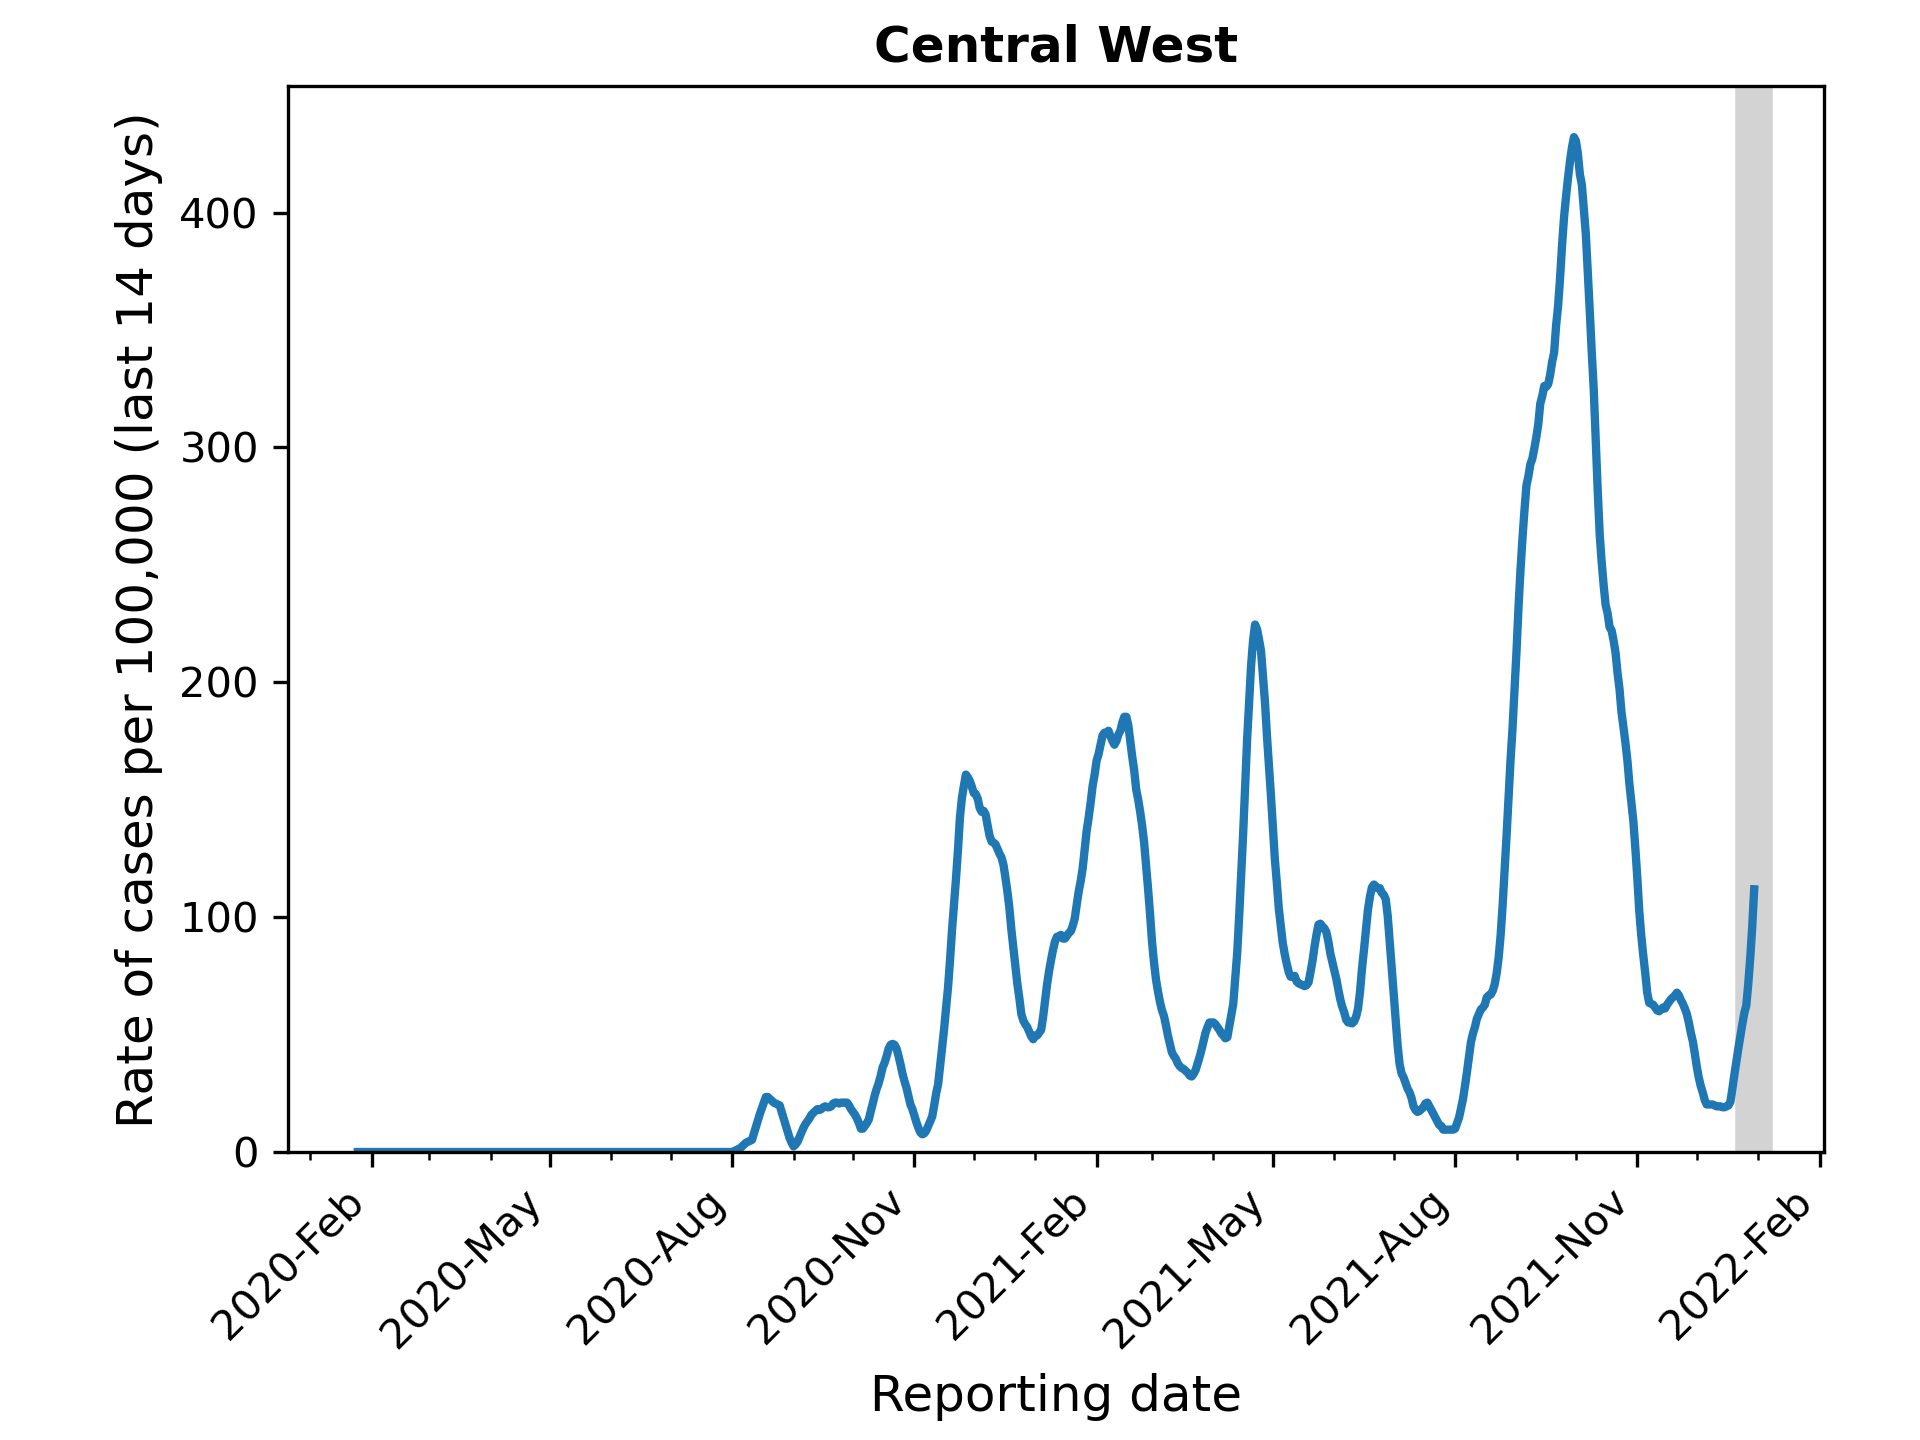 Central West
Rate of cases per 100,000 (last 14 days)
400
300
200
100
0
2020-Feb
2020-May
2020-Aug
2020-Nov
2021-Feb
2021-May
2021-Aug
2021-Nov
2022-Feb
Reporting date